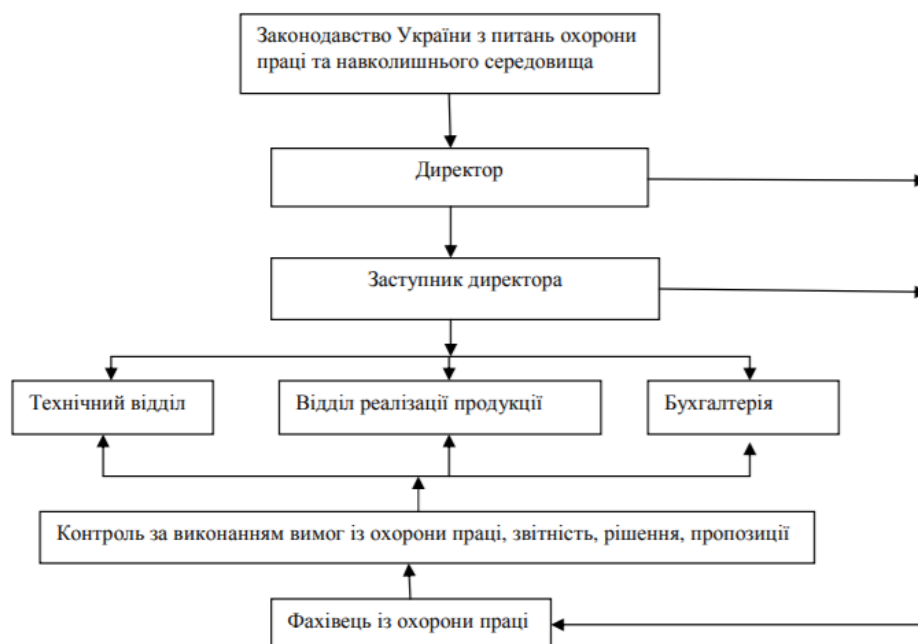 Законодавство України з питань охорони
праці та навколишнього середовища
Директор
Заступник директора
Технічний відділ
Відділ реалізації продукції
Бухгалтерія
Контроль за виконанням вимог із охорони праці, звітність, рішення, пропозиції
Фахівець із охорони праці